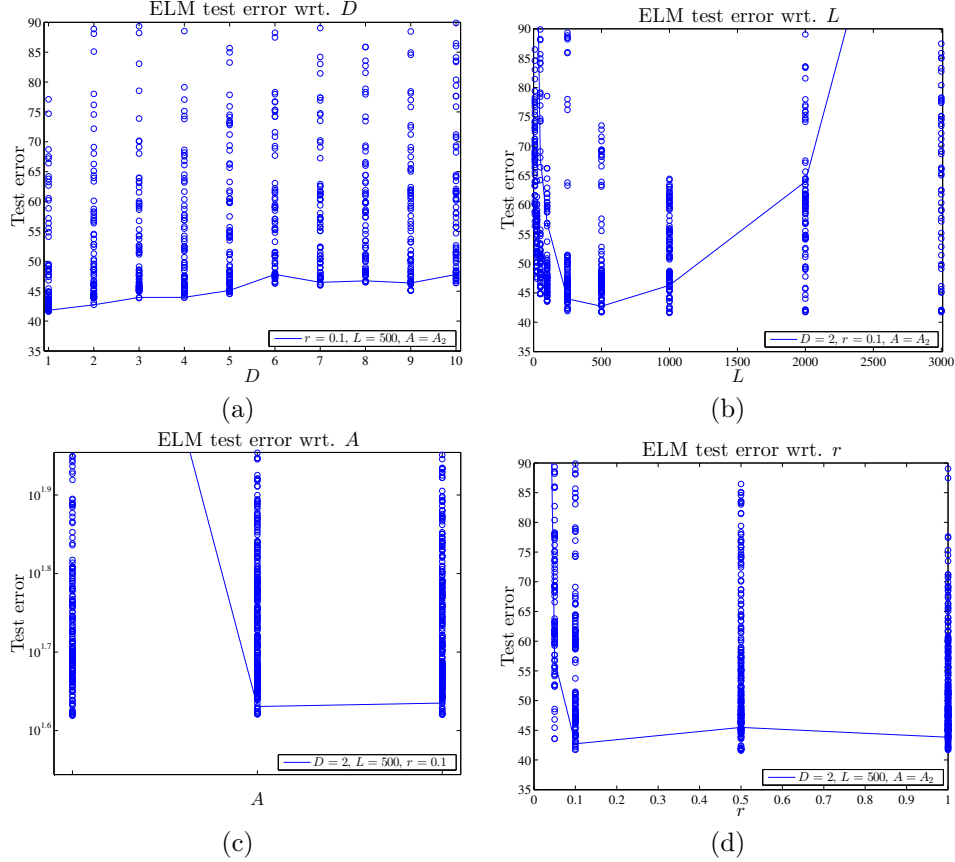 ELM test error wrt. D
90
85
80
75
70
65
60
55
50
45
40
35
Test error
1 2 3 4 5 6 7 8 9 10
D
r = 0.1, L = 500, A = A₂
(a)
ELM test error wrt. L
90
85
80
75
70
65
60
55
50
45
40
35
Test error
0 500 1000 1500 2000 2500 3000
L
D = 2, r = 0.1, A = A₂
(b)
ELM test error wrt. A
10^1.9
10^1.8
10^1.7
10^1.6
Test error
A
D = 2, L = 500, r = 0.1
(c)
ELM test error wrt. r
90
85
80
75
70
65
60
55
50
45
40
35
Test error
0 0.1 0.2 0.3 0.4 0.5 0.6 0.7 0.8 0.9 1
r
D = 2, L = 500, A = A₂
(d)